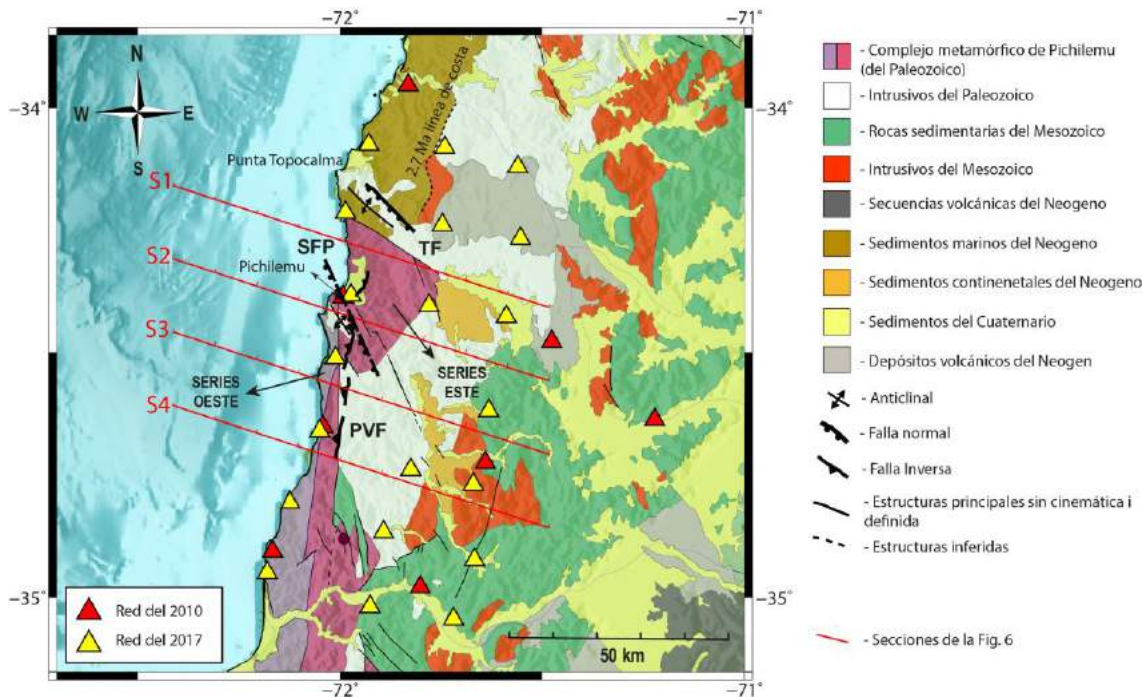 −72°
−71°
N
W
E
S
−34°
−34°
2.7 Ma línea de costa
Punta Topocalma
S1
SFP
TF
S2
Pichilemu
S3
SERIES
ESTE
SERIES
OESTE
S4
PVF
−35°
−35°
Red del 2010
Red del 2017
50 km
−72°
−71°
- Complejo metamórfico de Pichilemu
(del Paleozoico)
- Intrusivos del Paleozoico
- Rocas sedimentarias del Mesozoico
- Intrusivos del Mesozoico
- Secuencias volcánicas del Neogeno
- Sedimentos marinos del Neogeno
- Sedimentos continenetales del Neogeno
- Sedimentos del Cuaternario
- Depósitos volcánicos del Neogen
- Anticlinal
- Falla normal
- Falla Inversa
- Estructuras principales sin cinemática i
definida
- Estructuras inferidas
- Secciones de la Fig. 6